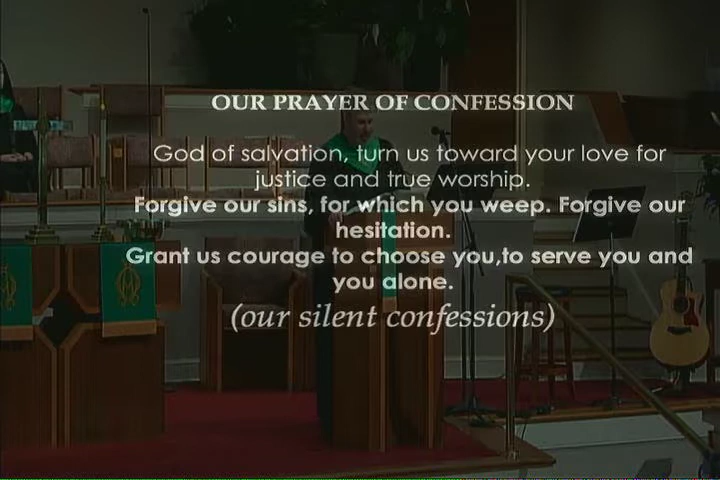 OUR PRAYER OF CONFESSION
God of salvation, turn us toward your love for
justice and true worship.
Forgive our sins, for which you weep. Forgive our
hesitation.
Grant us courage to choose you,to serve you and
you alone.
(our silent confessions)